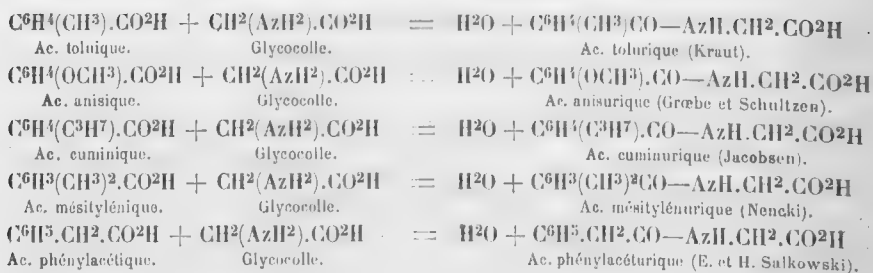 C⁶H⁴(CH³).CO²H + CH²(AzH²).CO²H = H²O + C⁶H⁴(CH³)CO—AzH.CH².CO²H
Ac. toluique. Glycocolle. Ac. tolurique (Kraut).
C⁶H⁴(OCH³).CO²H + CH²(AzH²).CO²H = H²O + C⁶H⁴(OCH³).CO—AzH.CH².CO²H
Ac. anisique. Glycocolle. Ac. anisurique (Grœbe et Schultzen).
C⁶H⁴(C³H⁷).CO²H + CH²(AzH²).CO²H = H²O + C⁶H⁴(C³H⁷).CO—AzH.CH².CO²H
Ac. cuminique. Glycocolle. Ac. cuminurique (Jacobsen).
C⁶H³(CH³)².CO²H + CH²(AzH²).CO²H = H²O + C⁶H³(CH³)²CO—AzH.CH².CO²H
Ac. mésitylénique. Glycocolle. Ac. mésitylénurique (Nencki).
C⁶H⁵.CH².CO²H + CH²(AzH²).CO²H = H²O + C⁶H⁵.CH².CO—AzH.CH².CO²H
Ac. phénylacétique. Glycocolle. Ac. phénylacéturique (E. et H. Salkowski).